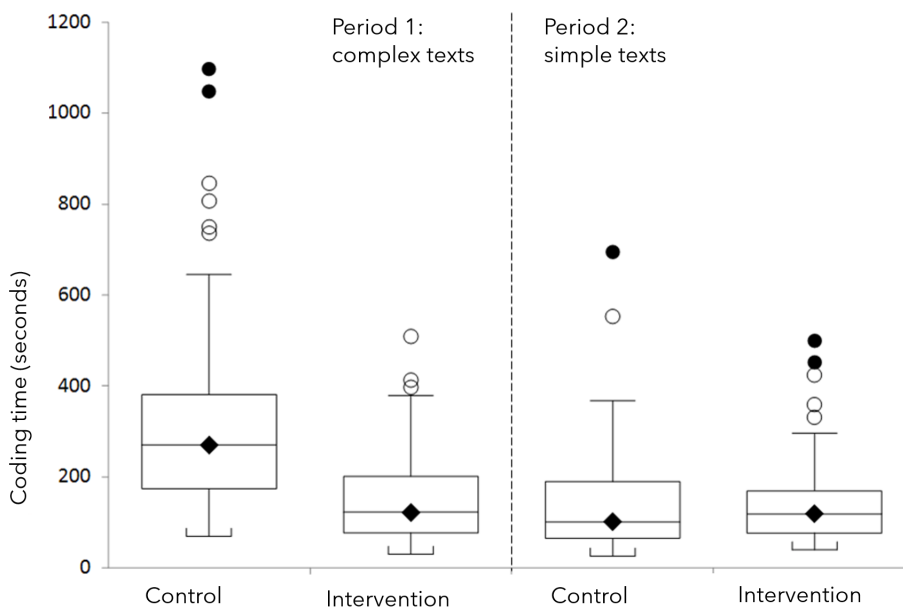 Period 1:
complex texts
Period 2:
simple texts
1200
1000
800
600
400
200
0
Coding time (seconds)
Control
Intervention
Control
Intervention